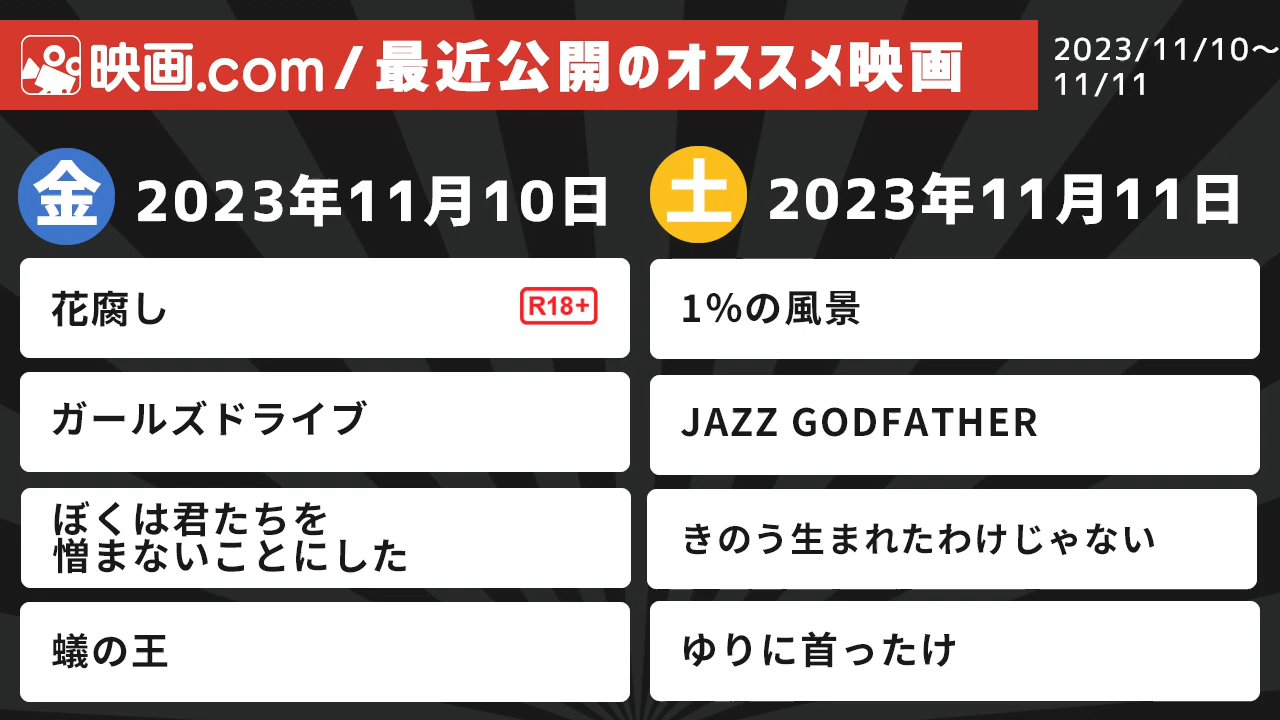 映画.com / 最近公開のオススメ映画
2023/11/10〜
11/11
金 2023年11月10日
花腐し R18+
ガールズドライブ
ぼくは君たちを
憎まないことにした
蟻の王
土 2023年11月11日
1%の風景
JAZZ GODFATHER
きのう生まれたわけじゃない
ゆりに首ったけ